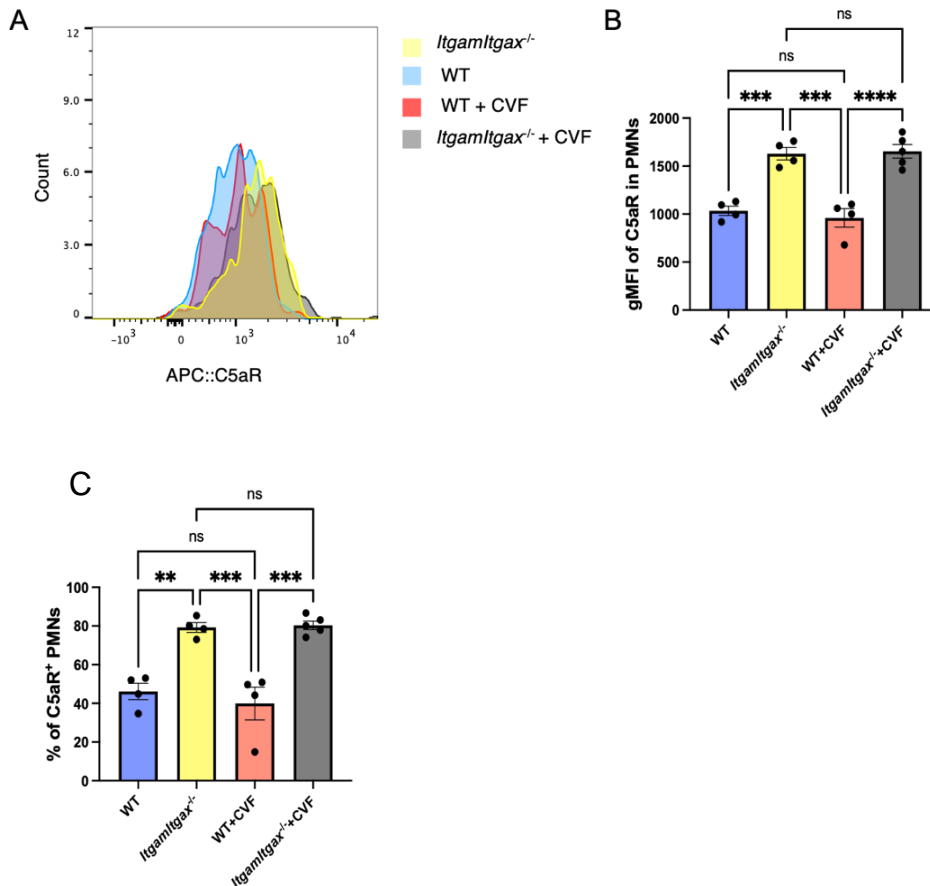 A
12
9.0
6.0
3.0
0
Count
-10³
0
10³
10⁴
APC::C5aR
ItgamItgax⁻/⁻
WT
WT + CVF
ItgamItgax⁻/⁻ + CVF
B
ns
ns
*** *** ****
2000
1500
1000
500
0
gMFI of C5aR in PMNs
WT
ItgamItgax⁻/⁻
WT+CVF
ItgamItgax⁻/⁻+CVF
C
ns
ns
** *** ***
100
80
60
40
20
0
% of C5aR⁺ PMNs
WT
ItgamItgax⁻/⁻
WT+CVF
ItgamItgax⁻/⁻+CVF